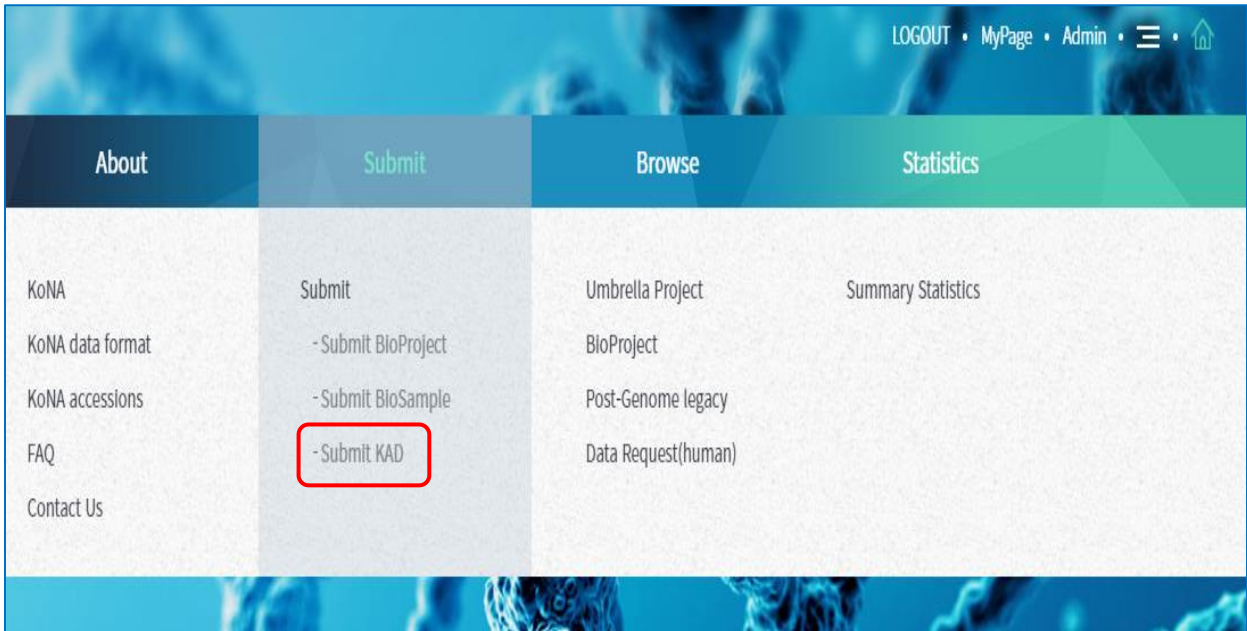 LOGOUT • MyPage • Admin •
About
Submit
Browse
Statistics
KoNA
KoNA data format
KoNA accessions
FAQ
Contact Us
Submit
- Submit BioProject
- Submit BioSample
- Submit KAD
Umbrella Project
BioProject
Post-Genome legacy
Data Request(human)
Summary Statistics